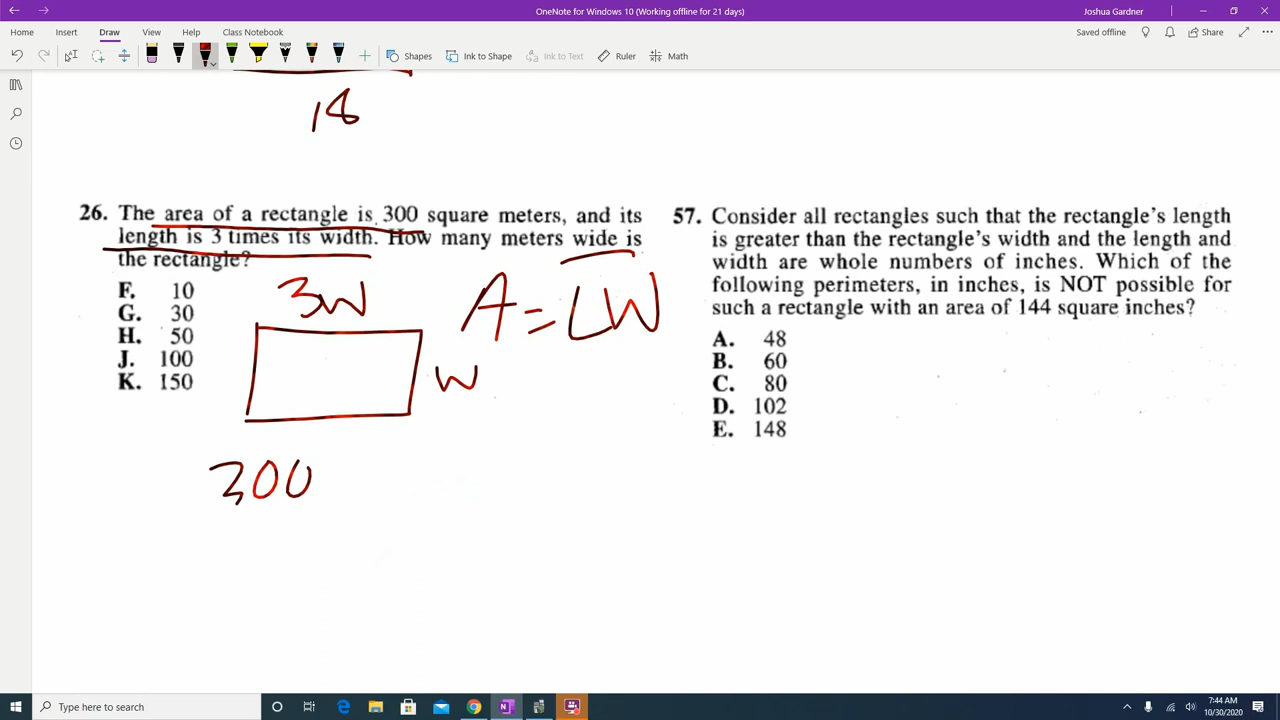 OneNote for Windows 10 (Working offline for 21 days)
Joshua Gardner
Home Insert Draw View Help Class Notebook
Saved offline
Share
Shapes Ink to Shape Ink to Text Ruler Math
18
26. The area of a rectangle is 300 square meters, and its
length is 3 times its width. How many meters wide is
the rectangle?
F. 10
G. 30
H. 50
J. 100
K. 150
3W
A = LW
W
300
57. Consider all rectangles such that the rectangle's length
is greater than the rectangle's width and the length and
width are whole numbers of inches. Which of the
following perimeters, in inches, is NOT possible for
such a rectangle with an area of 144 square inches?
A. 48
B. 60
C. 80
D. 102
E. 148
Type here to search
7:44 AM
10/30/2020